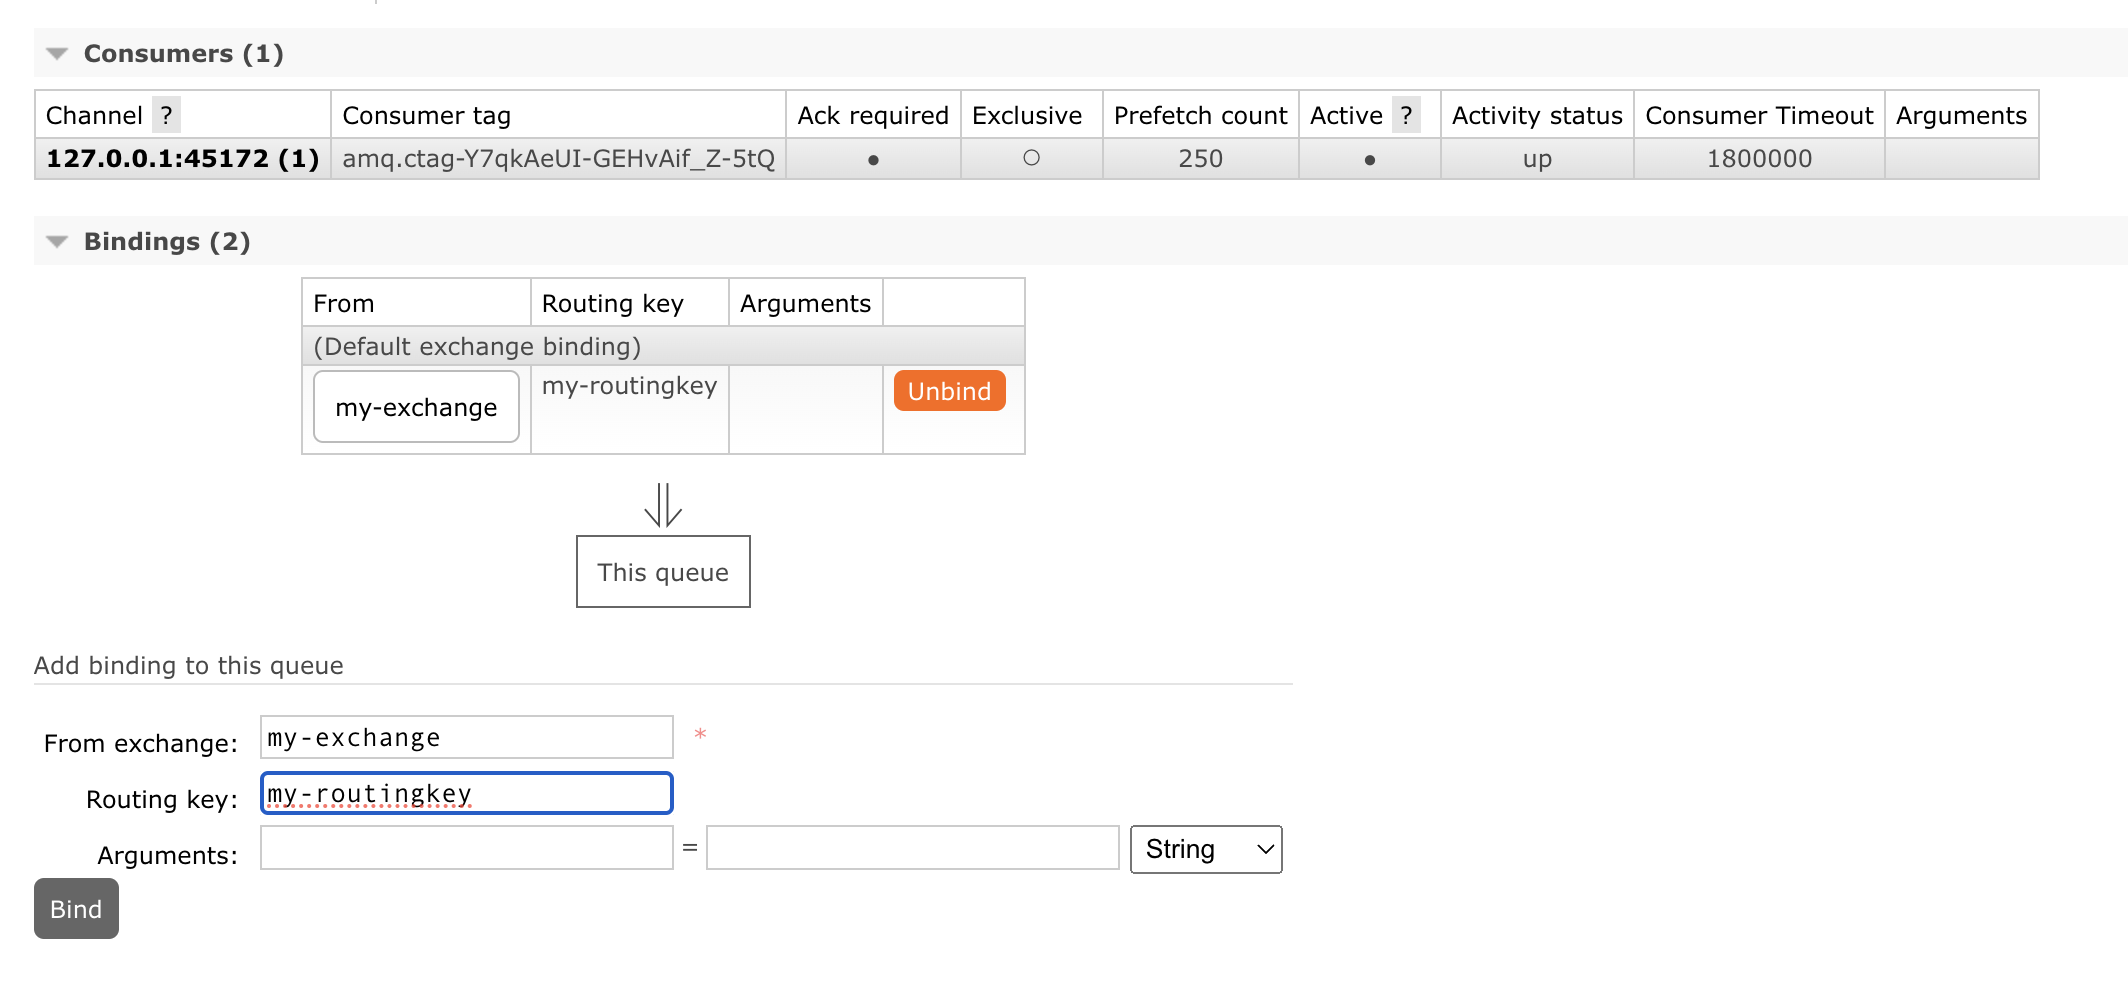 Consumers (1)
Channel ? Consumer tag Ack required Exclusive Prefetch count Active ? Activity status Consumer Timeout Arguments
127.0.0.1:45172 (1) amq.ctag-Y7qkAeUI-GEHvAif_Z-5tQ ● ○ 250 ● up 1800000
Bindings (2)
From Routing key Arguments
(Default exchange binding)
my-exchange my-routingkey Unbind
⇓
This queue
Add binding to this queue
From exchange: my-exchange *
Routing key: my-routingkey
Arguments: = String
Bind